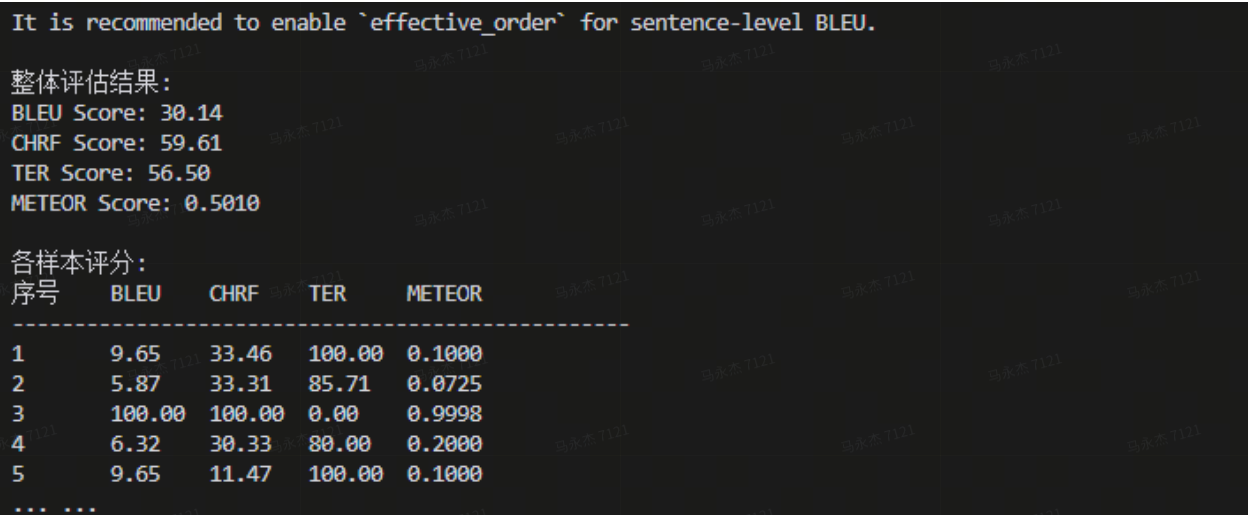 It is recommended to enable `effective_order` for sentence-level BLEU.
整体评估结果:
BLEU Score: 30.14
CHRF Score: 59.61
TER Score: 56.50
METEOR Score: 0.5010
各样本评分:
序号 BLEU CHRF TER METEOR
--------------------------------------------------
1 9.65 33.46 100.00 0.1000
2 5.87 33.31 85.71 0.0725
3 100.00 100.00 0.00 0.9998
4 6.32 30.33 80.00 0.2000
5 9.65 11.47 100.00 0.1000
... ...
马永杰 7121